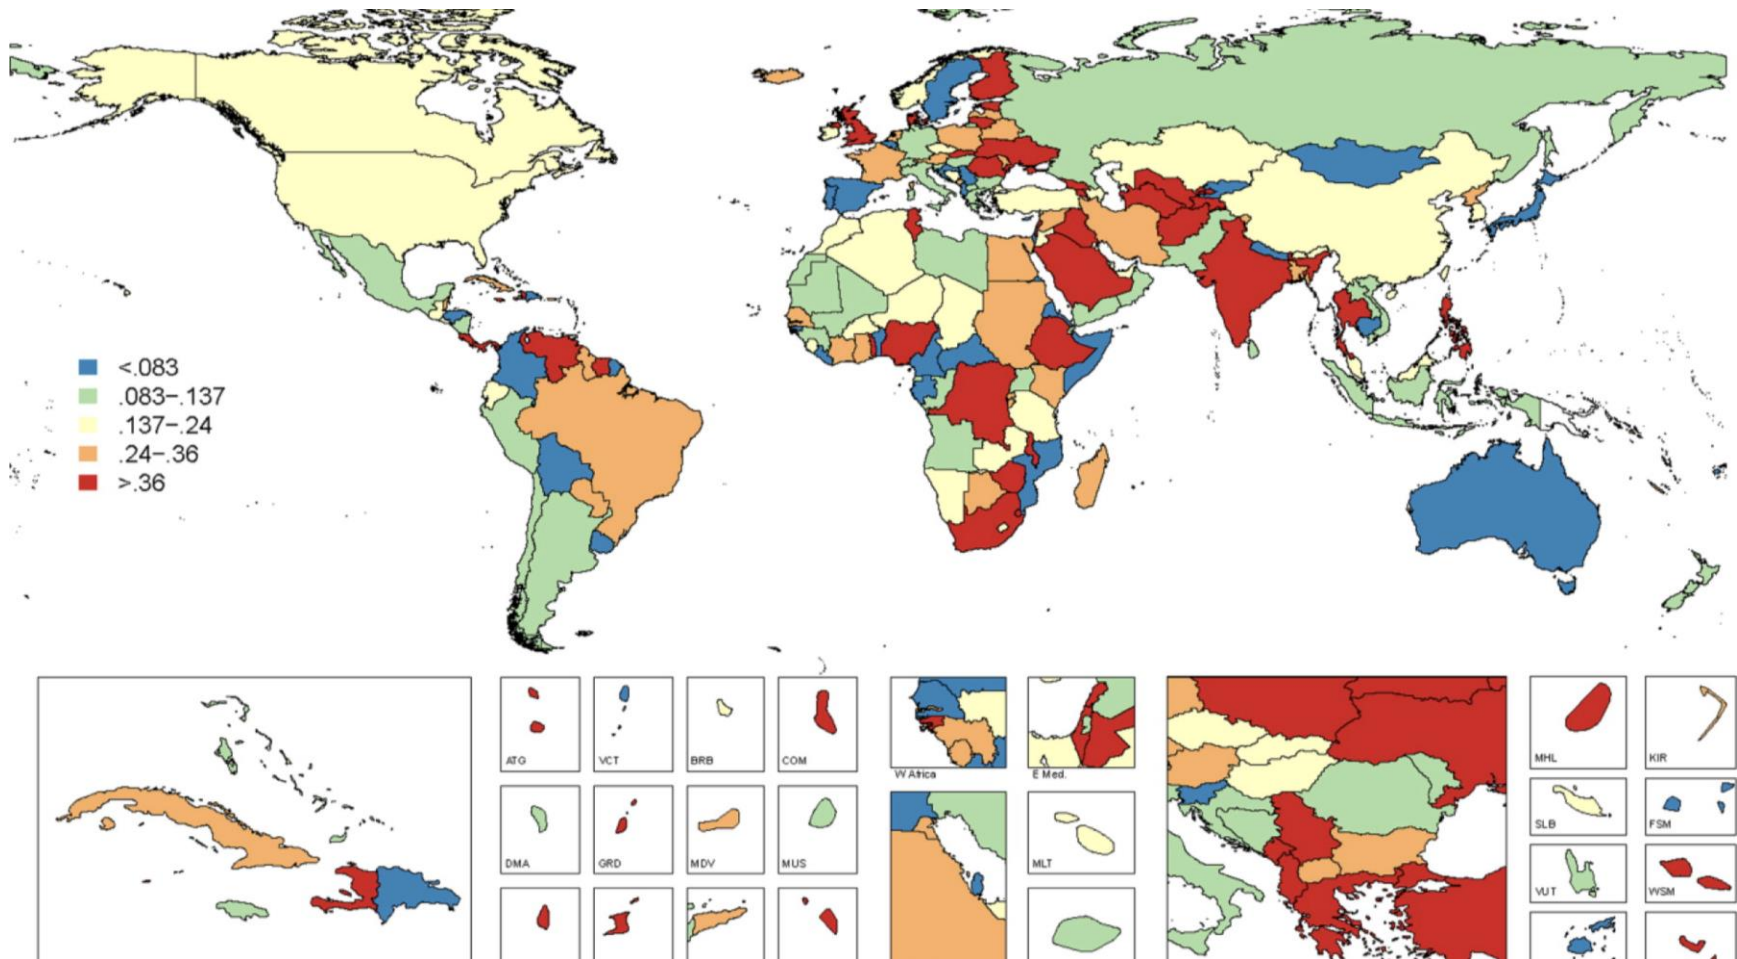 <.083
.083–.137
.137–.24
.24–.36
>.36
ATG
VCT
BRB
COM
W Africa
E Med.
MHL
KIR
DMA
GRD
MDV
MUS
MLT
SLB
FSM
VUT
WSM